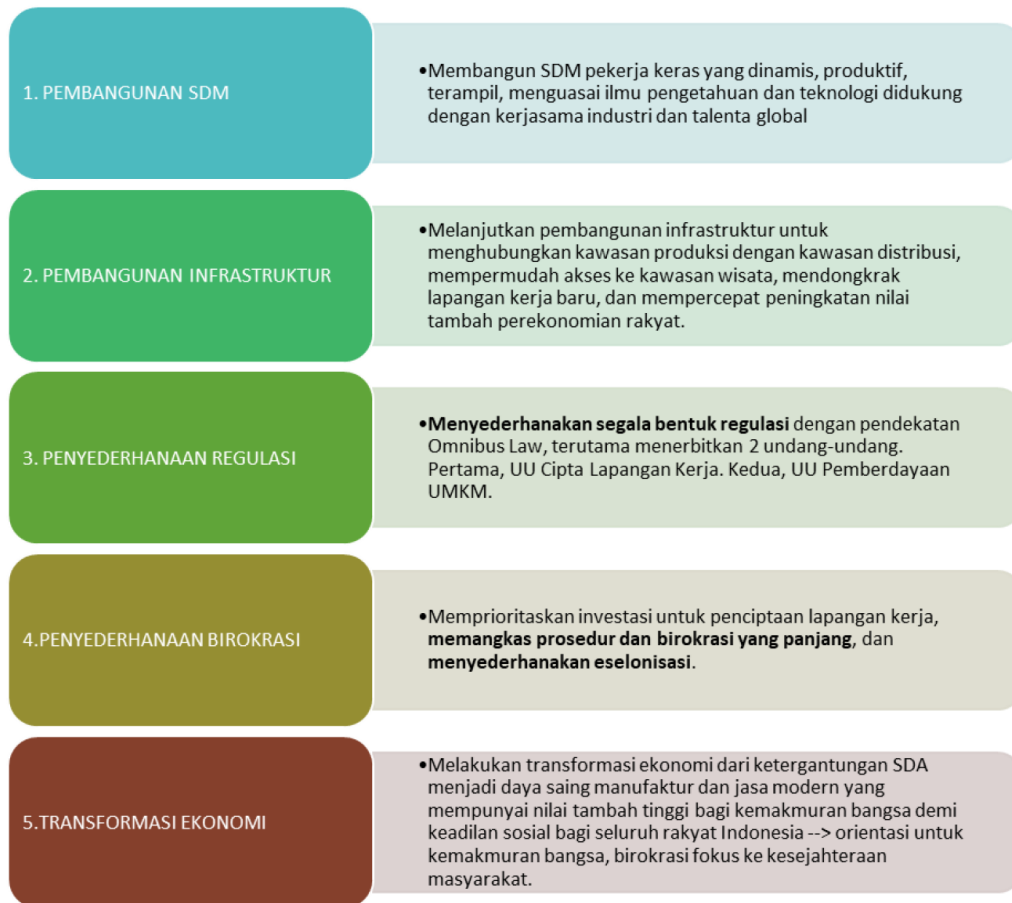 1. PEMBANGUNAN SDM
•Membangun SDM pekerja keras yang dinamis, produktif,
terampil, menguasai ilmu pengetahuan dan teknologi didukung
dengan kerjasama industri dan talenta global
2. PEMBANGUNAN INFRASTRUKTUR
•Melanjutkan pembangunan infrastruktur untuk
menghubungkan kawasan produksi dengan kawasan distribusi,
mempermudah akses ke kawasan wisata, mendongkrak
lapangan kerja baru, dan mempercepat peningkatan nilai
tambah perekonomian rakyat.
3. PENYEDERHANAAN REGULASI
•Menyederhanakan segala bentuk regulasi dengan pendekatan
Omnibus Law, terutama menerbitkan 2 undang-undang.
Pertama, UU Cipta Lapangan Kerja. Kedua, UU Pemberdayaan
UMKM.
4.PENYEDERHANAAN BIROKRASI
•Memprioritaskan investasi untuk penciptaan lapangan kerja,
memangkas prosedur dan birokrasi yang panjang, dan
menyederhanakan eselonisasi.
5.TRANSFORMASI EKONOMI
•Melakukan transformasi ekonomi dari ketergantungan SDA
menjadi daya saing manufaktur dan jasa modern yang
mempunyai nilai tambah tinggi bagi kemakmuran bangsa demi
keadilan sosial bagi seluruh rakyat Indonesia --> orientasi untuk
kemakmuran bangsa, birokrasi fokus ke kesejahteraan
masyarakat.